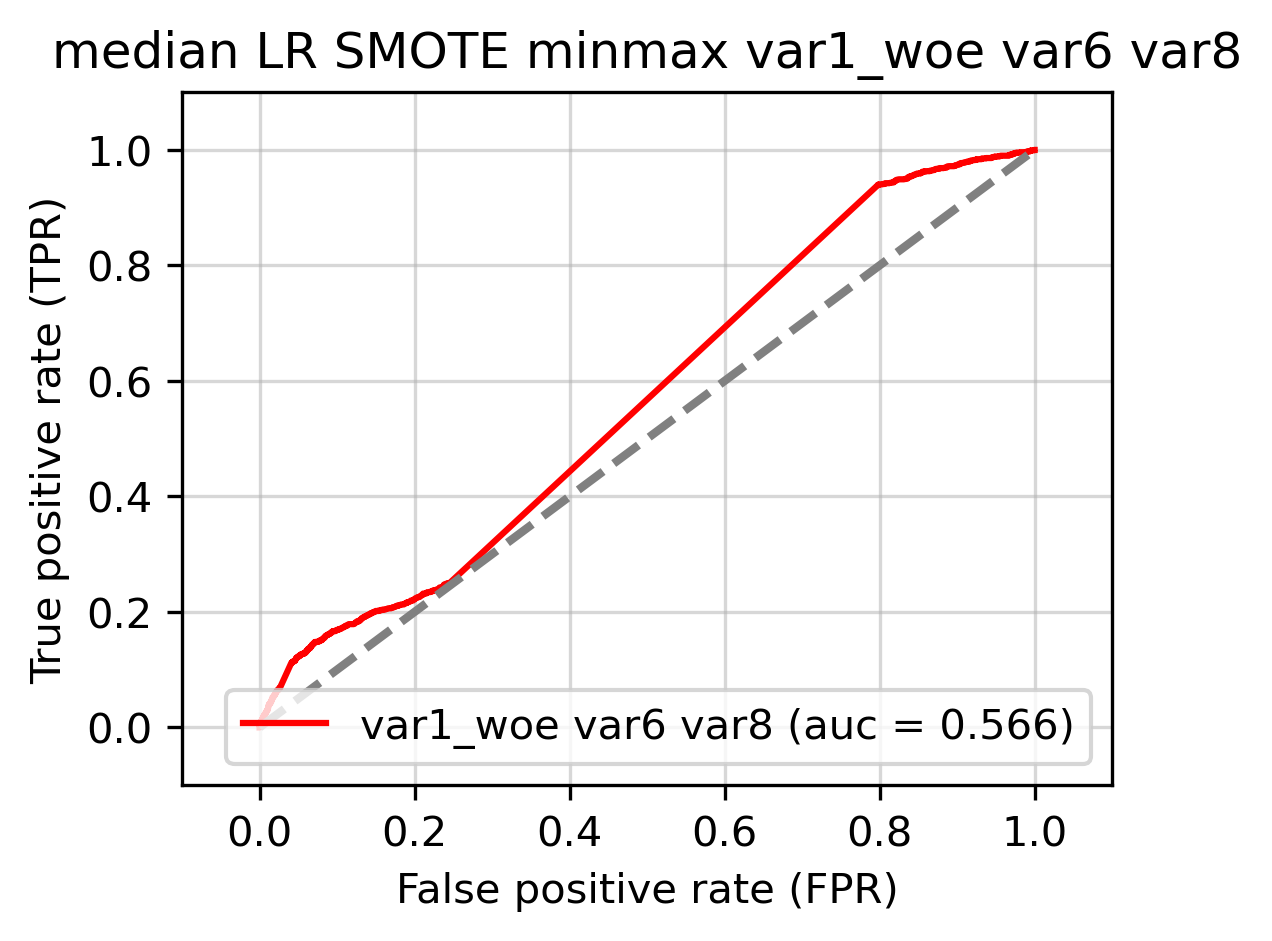 median LR SMOTE minmax var1_woe var6 var8
True positive rate (TPR)
1.0
0.8
0.6
0.4
0.2
0.0
var1_woe var6 var8 (auc = 0.566)
0.0 0.2 0.4 0.6 0.8 1.0
False positive rate (FPR)